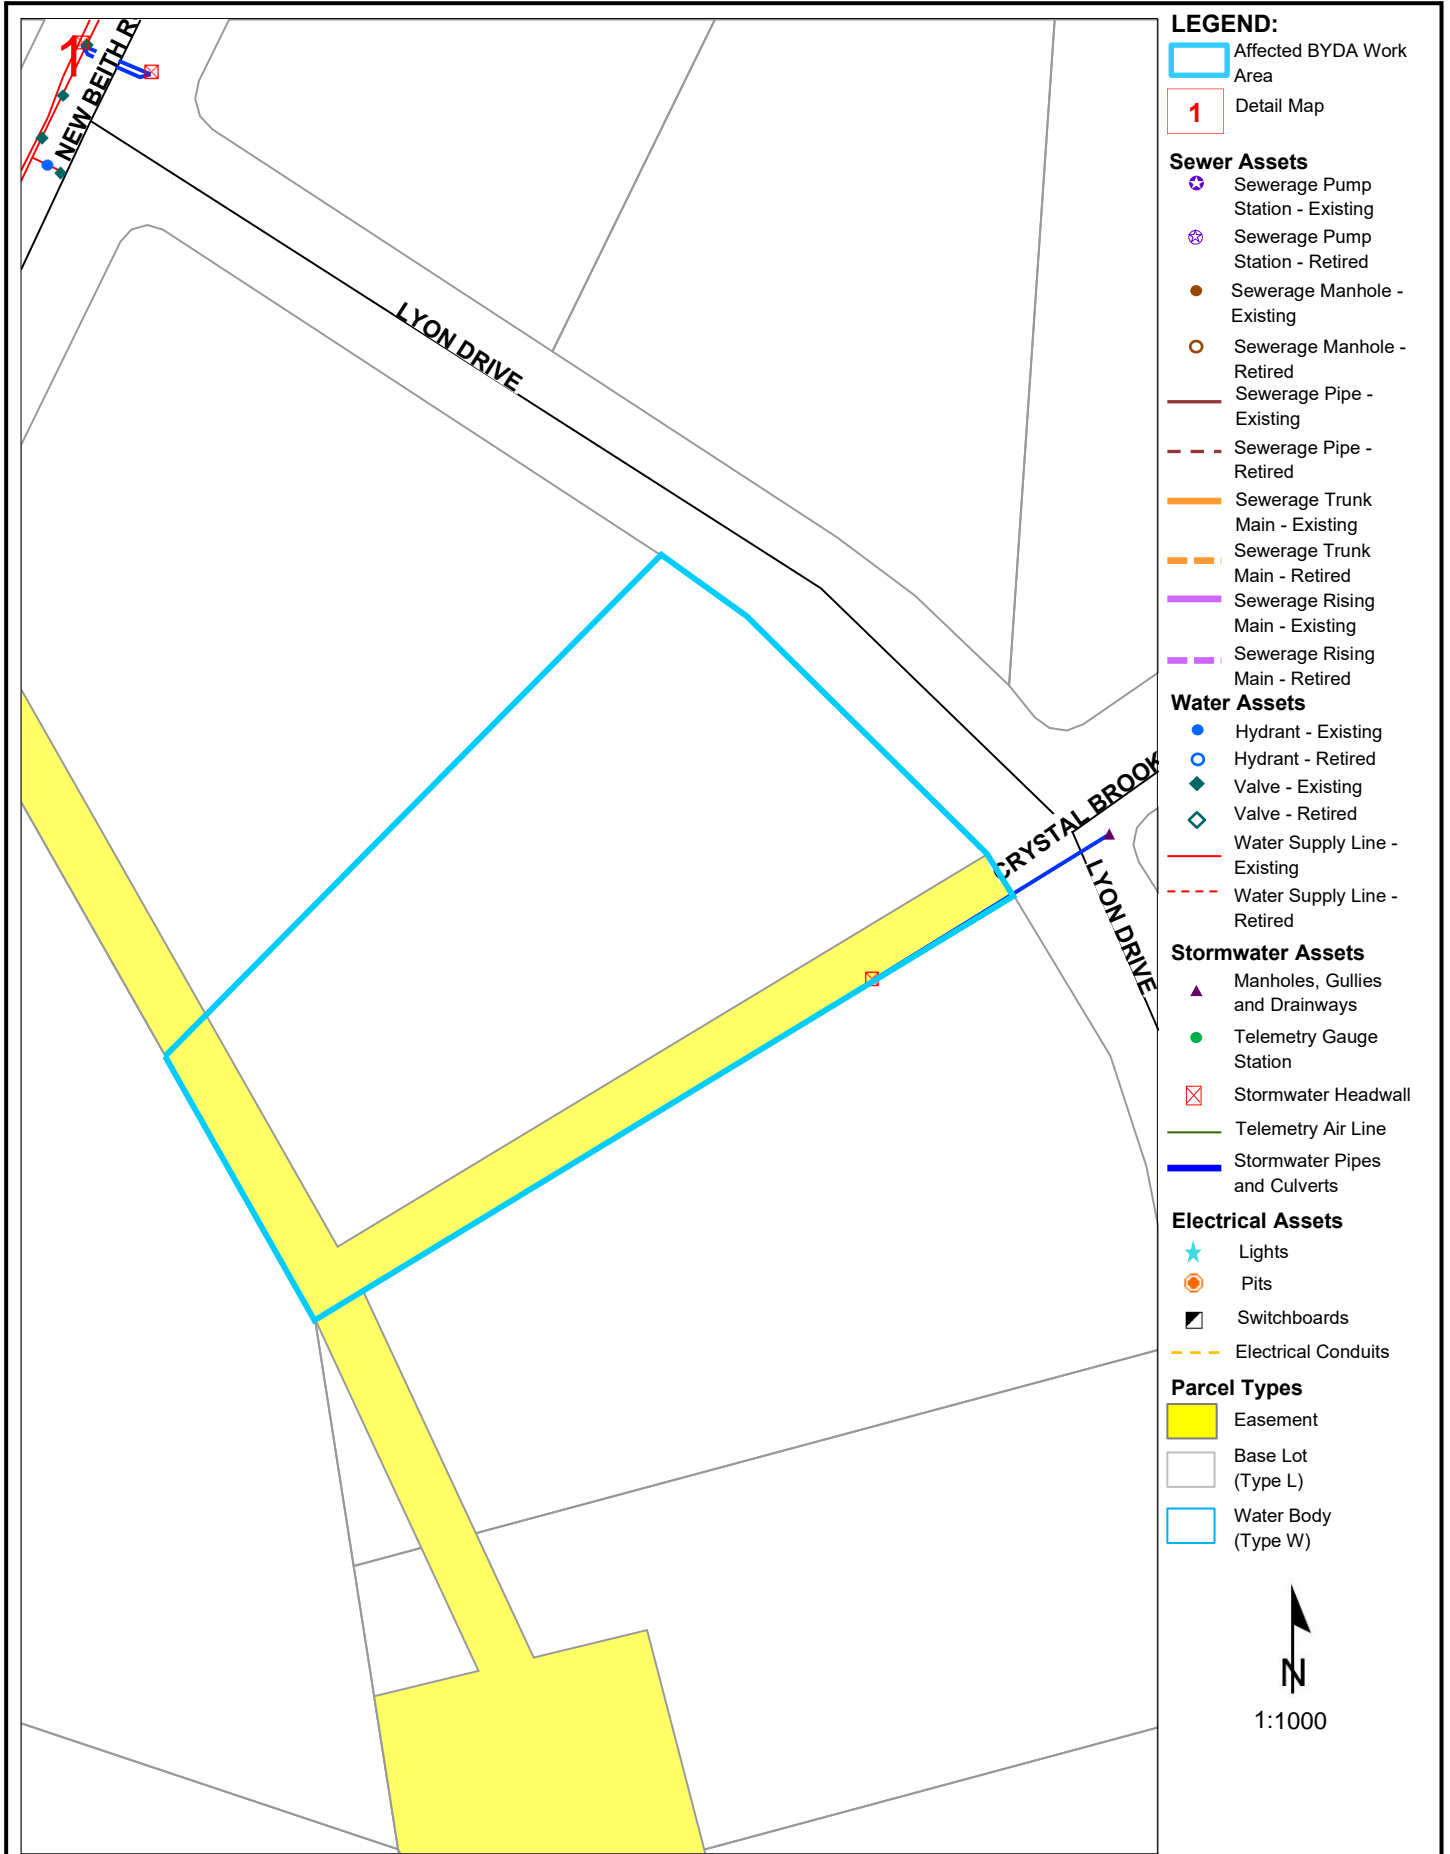 1
NEW BEITH R
LYON DRIVE
CRYSTAL BROOK
LYON DRIVE
LEGEND:
Affected BYDA Work
Area
1
Detail Map
Sewer Assets
Sewerage Pump
Station - Existing
Sewerage Pump
Station - Retired
Sewerage Manhole -
Existing
Sewerage Manhole -
Retired
Sewerage Pipe -
Existing
Sewerage Pipe -
Retired
Sewerage Trunk
Main - Existing
Sewerage Trunk
Main - Retired
Sewerage Rising
Main - Existing
Sewerage Rising
Main - Retired
Water Assets
Hydrant - Existing
Hydrant - Retired
Valve - Existing
Valve - Retired
Water Supply Line -
Existing
Water Supply Line -
Retired
Stormwater Assets
Manholes, Gullies
and Drainways
Telemetry Gauge
Station
Stormwater Headwall
Telemetry Air Line
Stormwater Pipes
and Culverts
Electrical Assets
Lights
Pits
Switchboards
Electrical Conduits
Parcel Types
Easement
Base Lot
(Type L)
Water Body
(Type W)
N
1:1000